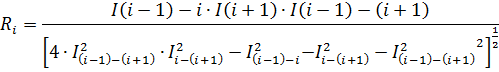 R_i = \frac{I(i-1)-i \cdot I(i+1) \cdot I(i-1)-(i+1)}{\left[4 \cdot I^2_{(i-1)-(i+1)} \cdot I^2_{i-(i+1)} - I^2_{(i-1)-i} - I^2_{i-(i+1)} - I^2_{(i-1)-(i+1)}{}^2\right]^{\frac{1}{2}}}